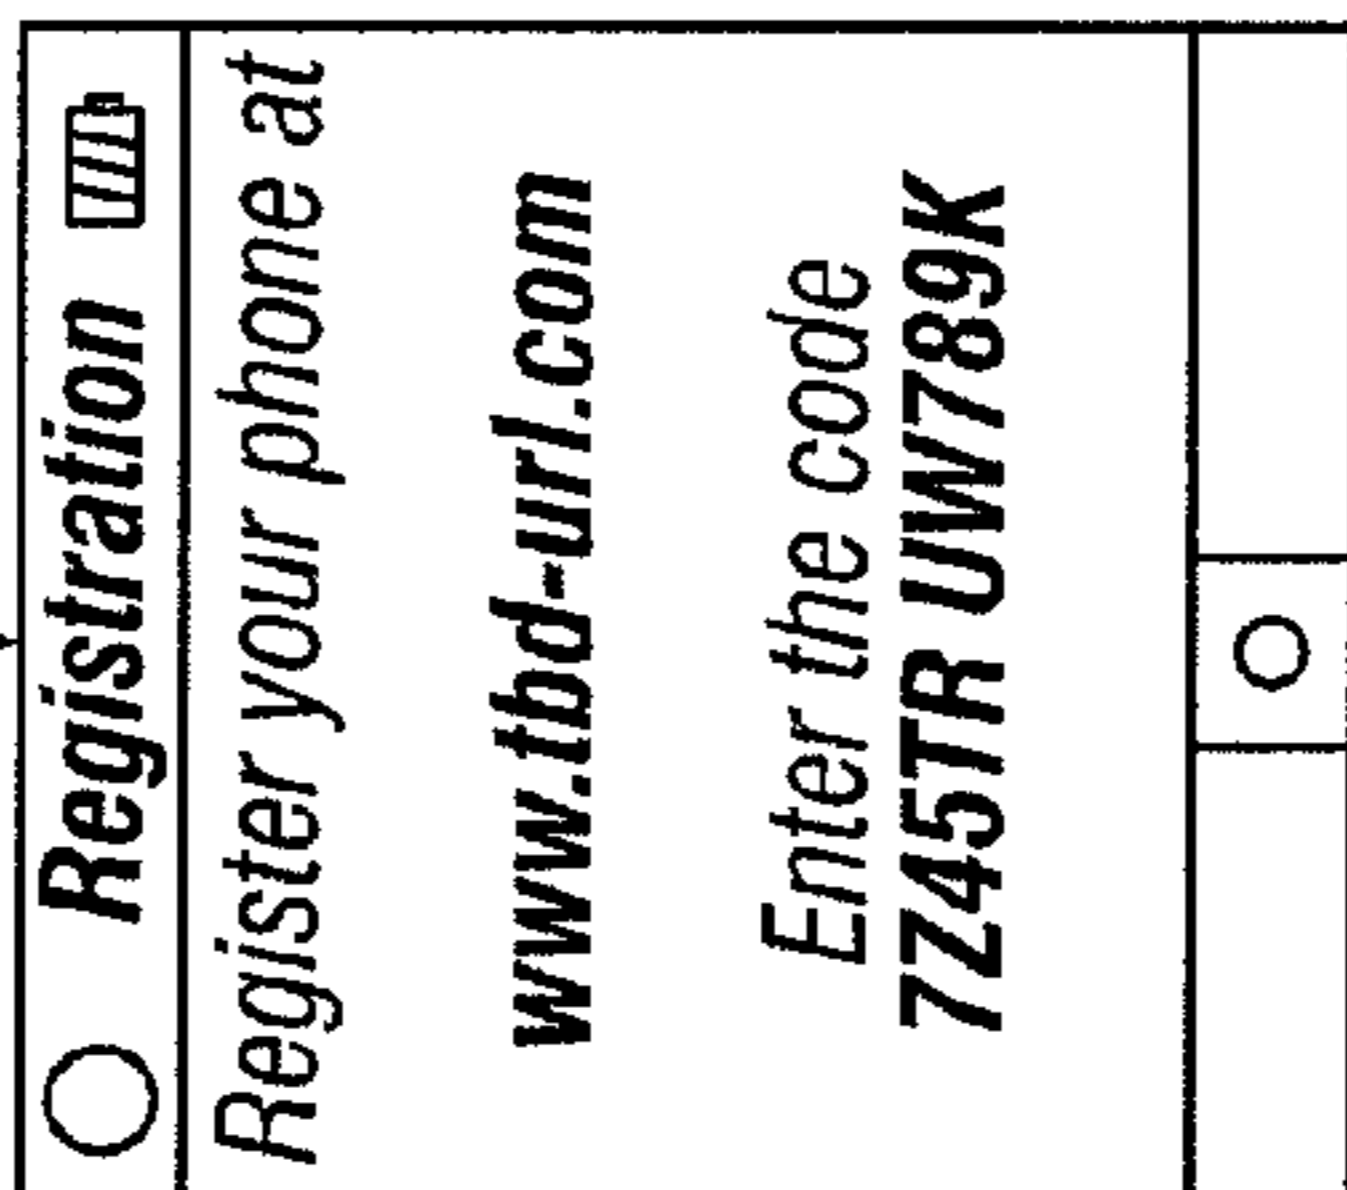 Registration
Register your phone at
www.tbd-url.com
Enter the code
7Z45TR UW789K